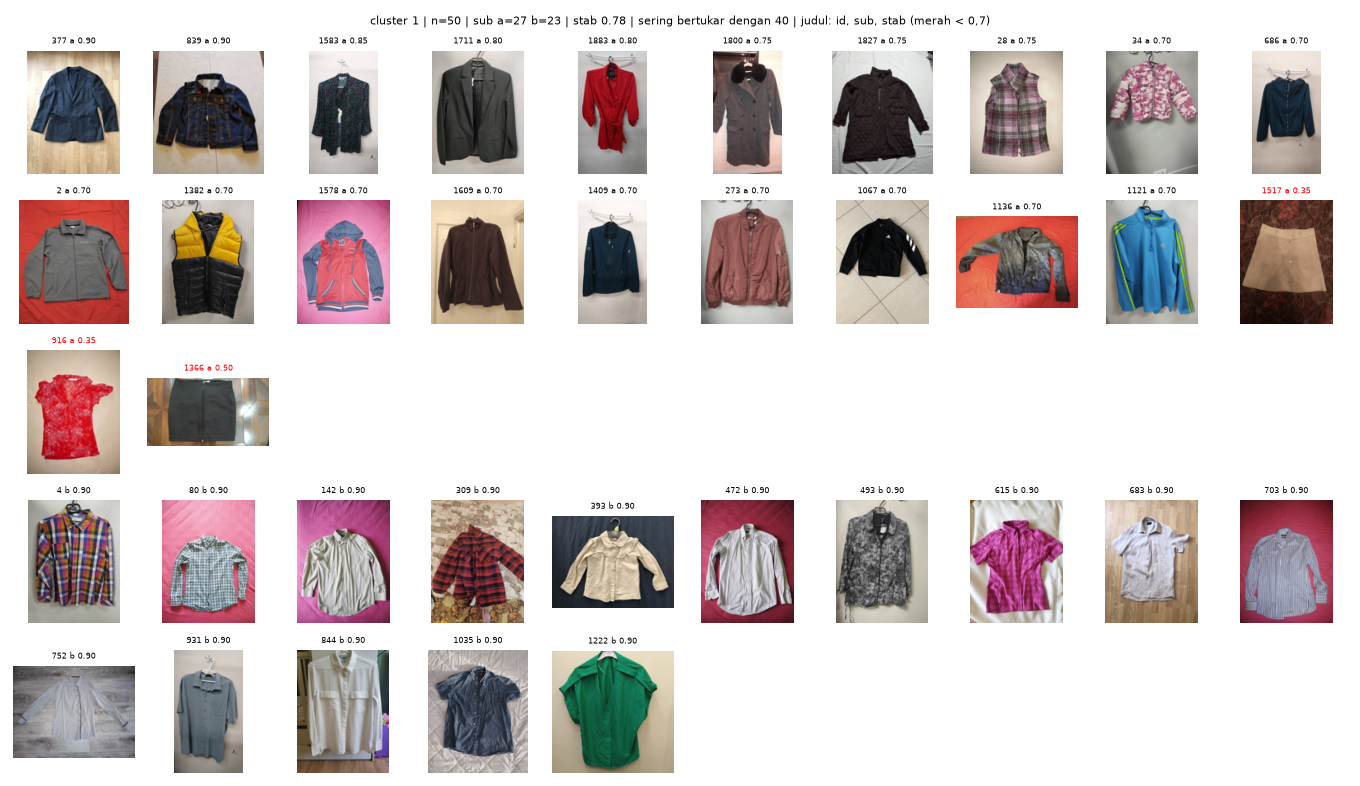 cluster 1 | n=50 | sub a=27 b=23 | stab 0.78 | sering bertukar dengan 40 | judul: id, sub, stab (merah < 0,7)
377 a 0.90 839 a 0.90 1583 a 0.85 1711 a 0.80 1883 a 0.80 1800 a 0.75 1827 a 0.75 28 a 0.75 34 a 0.70 686 a 0.70
2 a 0.70 1382 a 0.70 1578 a 0.70 1609 a 0.70 1409 a 0.70 273 a 0.70 1067 a 0.70 1136 a 0.70 1121 a 0.70 1517 a 0.35
916 a 0.35 1366 a 0.50
4 b 0.90 80 b 0.90 142 b 0.90 309 b 0.90 393 b 0.90 472 b 0.90 493 b 0.90 615 b 0.90 683 b 0.90 703 b 0.90
752 b 0.90 931 b 0.90 844 b 0.90 1035 b 0.90 1222 b 0.90